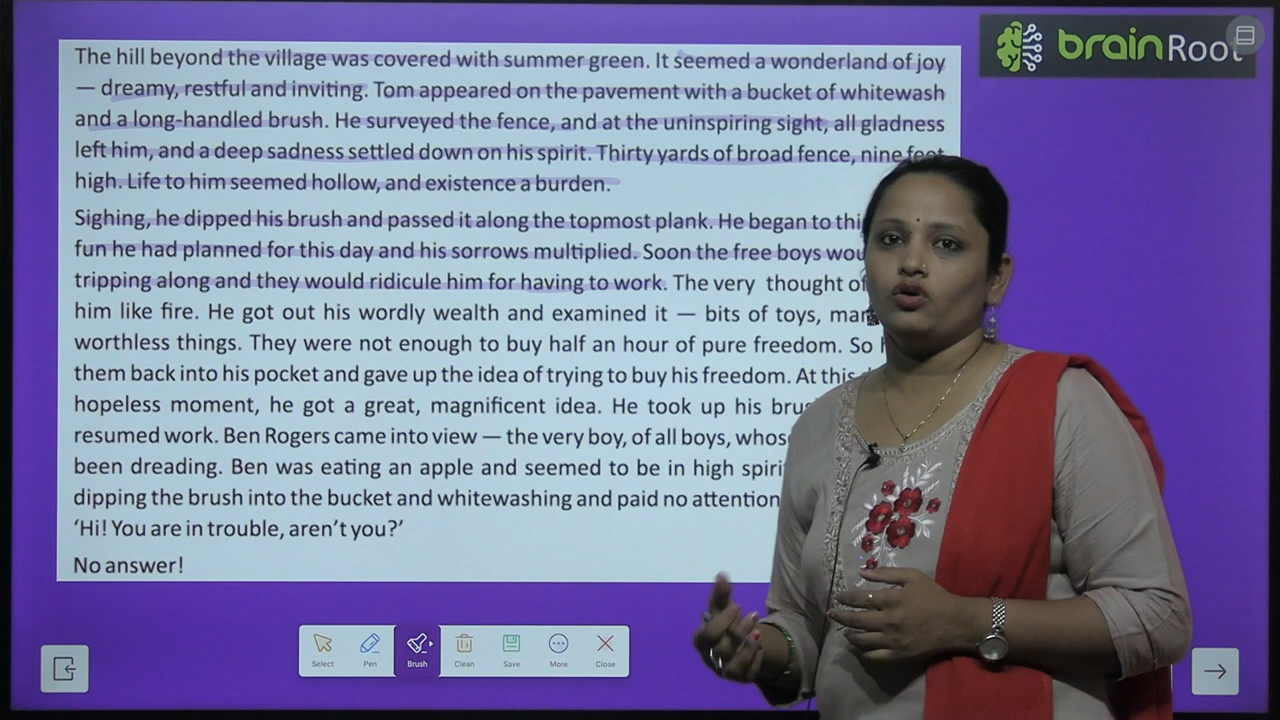 brainRoot
The hill beyond the village was covered with summer green. It seemed a wonderland of joy
— dreamy, restful and inviting. Tom appeared on the pavement with a bucket of whitewash
and a long-handled brush. He surveyed the fence, and at the uninspiring sight, all gladness
left him, and a deep sadness settled down on his spirit. Thirty yards of broad fence, nine feet
high. Life to him seemed hollow, and existence a burden.
Sighing, he dipped his brush and passed it along the topmost plank. He began to
fun he had planned for this day and his sorrows multiplied. Soon the free boys
tripping along and they would ridicule him for having to work. The very thought of
him like fire. He got out his wordly wealth and examined it — bits of toys,
worthless things. They were not enough to buy half an hour of pure freedom. So
them back into his pocket and gave up the idea of trying to buy his freedom. At this
hopeless moment, he got a great, magnificent idea. He took up his
resumed work. Ben Rogers came into view — the very boy, of all boys,
been dreading. Ben was eating an apple and seemed to be in high
dipping the brush into the bucket and whitewashing and paid no attention
‘Hi! You are in trouble, aren’t you?’
No answer!
Select Pen Brush Clean Save More Close